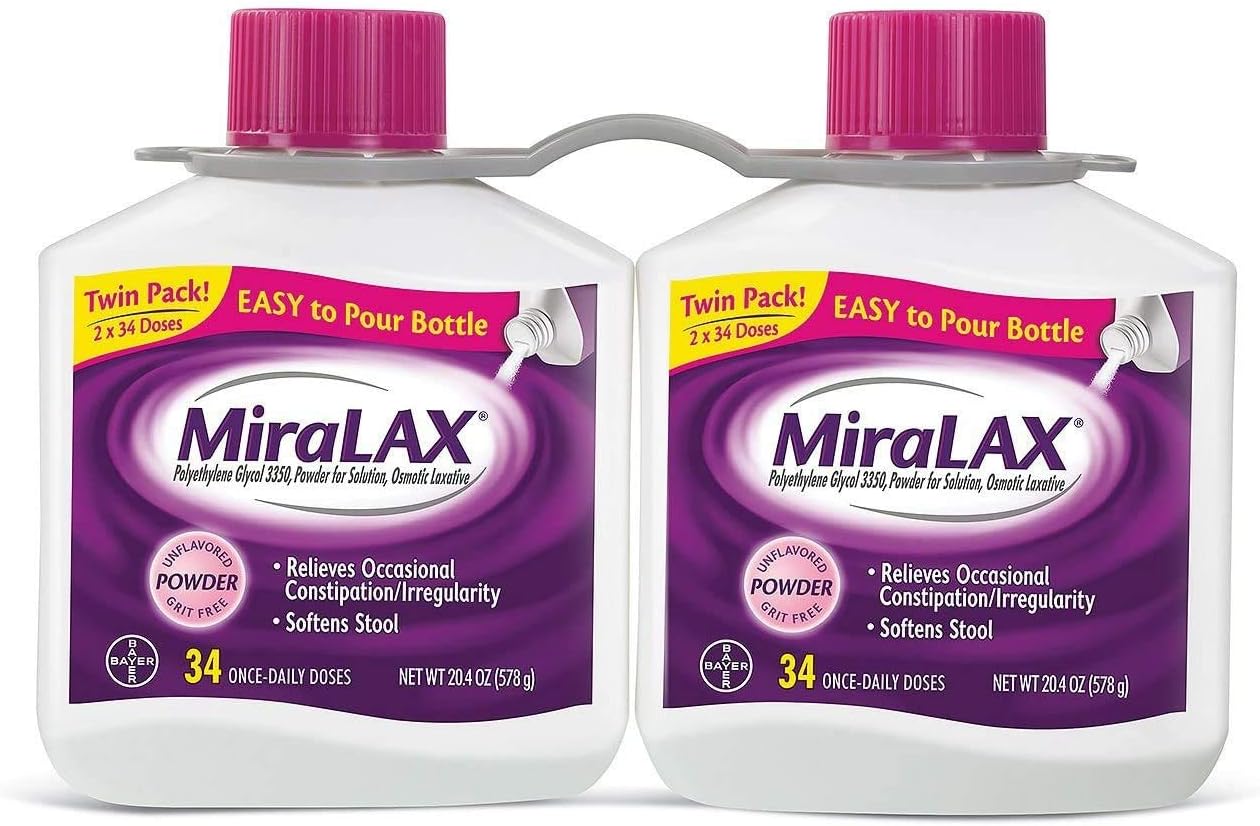 Twin Pack!
2 x 34 Doses
EASY to Pour Bottle
MiraLAX®
Polyethylene Glycol 3350, Powder for Solution, Osmotic Laxative
UNFLAVORED
POWDER
GRIT FREE
• Relieves Occasional
Constipation/Irregularity
• Softens Stool
BAYER
BAYER
34 ONCE-DAILY DOSES
NET WT 20.4 OZ (578 g)
Twin Pack!
2 x 34 Doses
EASY to Pour Bottle
MiraLAX®
Polyethylene Glycol 3350, Powder for Solution, Osmotic Laxative
UNFLAVORED
POWDER
GRIT FREE
• Relieves Occasional
Constipation/Irregularity
• Softens Stool
BAYER
BAYER
34 ONCE-DAILY DOSES
NET WT 20.4 OZ (578 g)